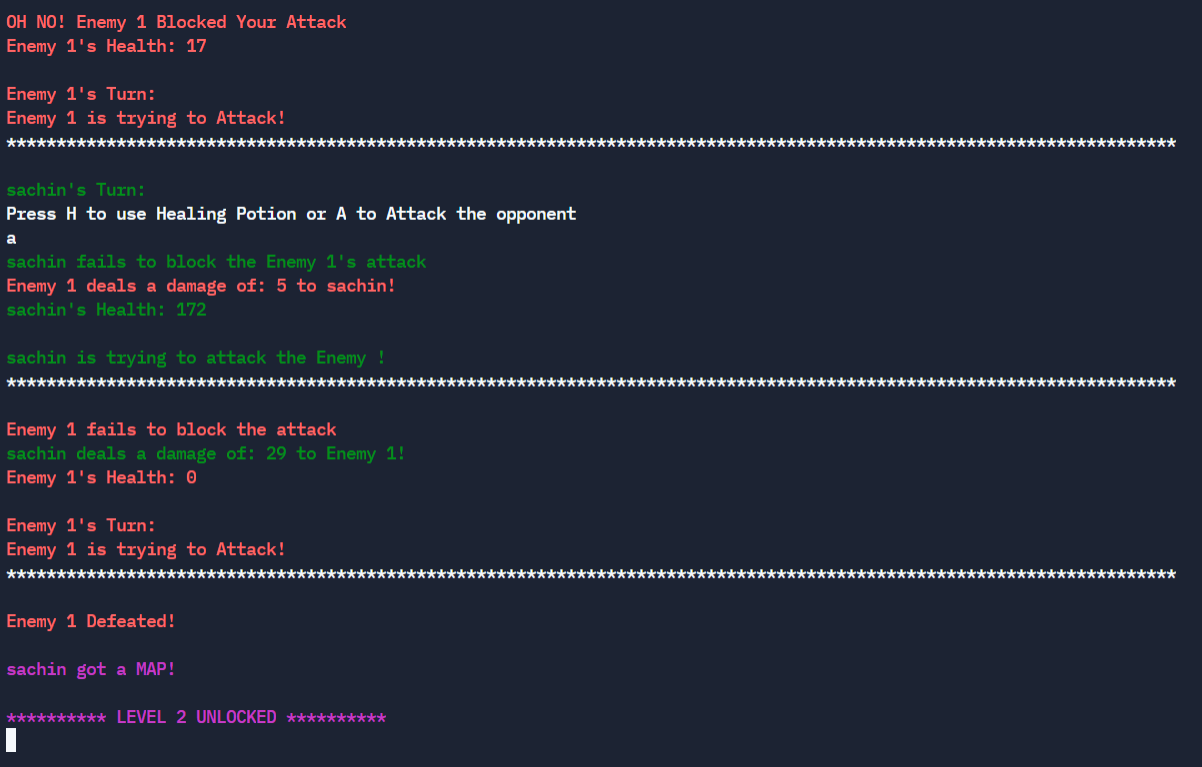 OH NO! Enemy 1 Blocked Your Attack
Enemy 1's Health: 17
Enemy 1's Turn:
Enemy 1 is trying to Attack!
*********************************************************************************************************************
sachin's Turn:
Press H to use Healing Potion or A to Attack the opponent
a
sachin fails to block the Enemy 1's attack
Enemy 1 deals a damage of: 5 to sachin!
sachin's Health: 172
sachin is trying to attack the Enemy !
*********************************************************************************************************************
Enemy 1 fails to block the attack
sachin deals a damage of: 29 to Enemy 1!
Enemy 1's Health: 0
Enemy 1's Turn:
Enemy 1 is trying to Attack!
*********************************************************************************************************************
Enemy 1 Defeated!
sachin got a MAP!
********** LEVEL 2 UNLOCKED **********